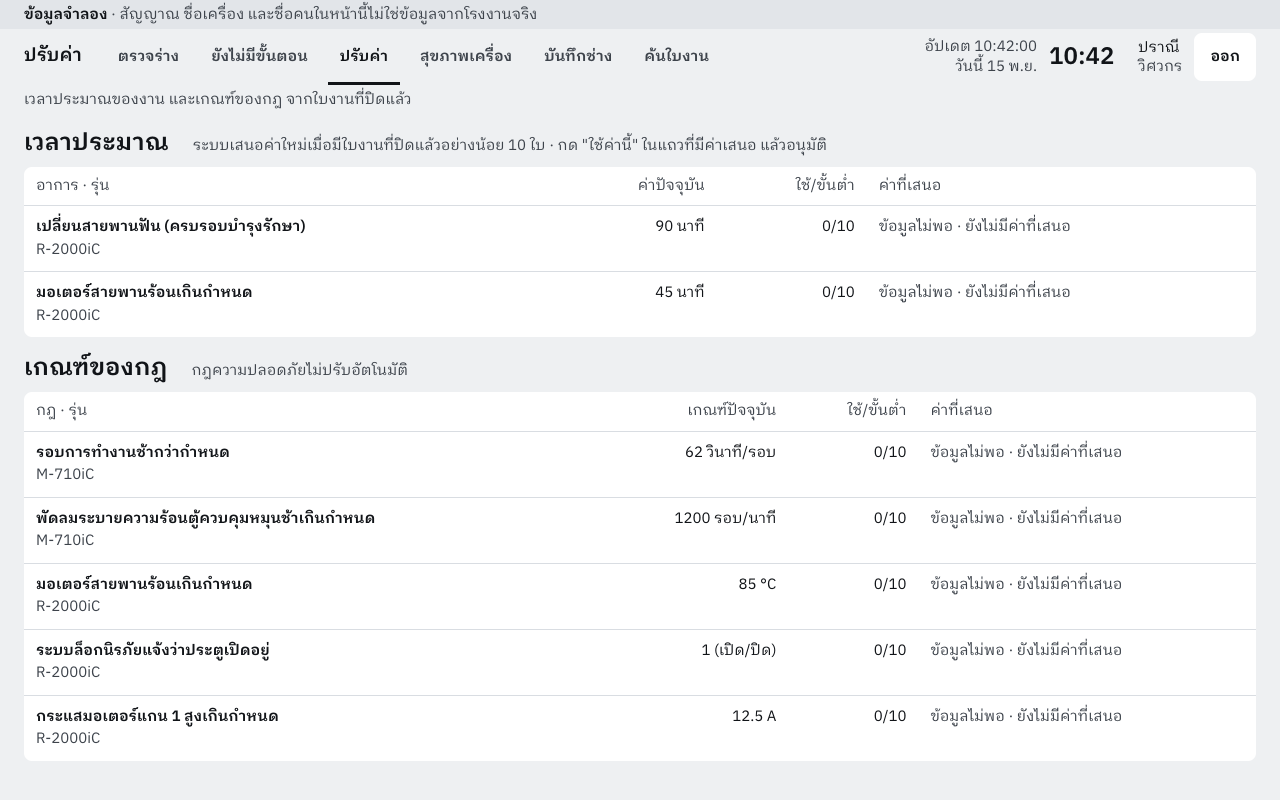 ข้อมูลจำลอง · สัญญาณ ชื่อเครื่อง และชื่อคนในหน้านี้ไม่ใช่ข้อมูลจากโรงงานจริง
ปรับค่า ตรวจร่าง ยังไม่มีขั้นตอน ปรับค่า สุขภาพเครื่อง บันทึกช่าง ค้นใบงาน
อัปเดต 10:42:00
วันนี้ 15 พ.ย.
10:42
ปราณี
วิศวกร
ออก
เวลาประมาณของงาน และเกณฑ์ของกฎ จากใบงานที่ปิดแล้ว
เวลาประมาณ ระบบเสนอค่าใหม่เมื่อมีใบงานที่ปิดแล้วอย่างน้อย 10 ใบ · กด "ใช้ค่านี้" ในแถวที่มีค่าเสนอ แล้วอนุมัติ
อาการ · รุ่น ค่าปัจจุบัน ใช้/ขั้นต่ำ ค่าที่เสนอ
เปลี่ยนสายพานฟัน (ครบรอบบำรุงรักษา) 90 นาที 0/10 ข้อมูลไม่พอ · ยังไม่มีค่าที่เสนอ
R-2000iC
มอเตอร์สายพานร้อนเกินกำหนด 45 นาที 0/10 ข้อมูลไม่พอ · ยังไม่มีค่าที่เสนอ
R-2000iC
เกณฑ์ของกฎ กฎความปลอดภัยไม่ปรับอัตโนมัติ
กฎ · รุ่น เกณฑ์ปัจจุบัน ใช้/ขั้นต่ำ ค่าที่เสนอ
รอบการทำงานช้ากว่ากำหนด 62 วินาที/รอบ 0/10 ข้อมูลไม่พอ · ยังไม่มีค่าที่เสนอ
M-710iC
พัดลมระบายความร้อนตู้ควบคุมหมุนช้าเกินกำหนด 1200 รอบ/นาที 0/10 ข้อมูลไม่พอ · ยังไม่มีค่าที่เสนอ
M-710iC
มอเตอร์สายพานร้อนเกินกำหนด 85 °C 0/10 ข้อมูลไม่พอ · ยังไม่มีค่าที่เสนอ
R-2000iC
ระบบล็อกนิรภัยแจ้งว่าประตูเปิดอยู่ 1 (เปิด/ปิด) 0/10 ข้อมูลไม่พอ · ยังไม่มีค่าที่เสนอ
R-2000iC
กระแสมอเตอร์แกน 1 สูงเกินกำหนด 12.5 A 0/10 ข้อมูลไม่พอ · ยังไม่มีค่าที่เสนอ
R-2000iC